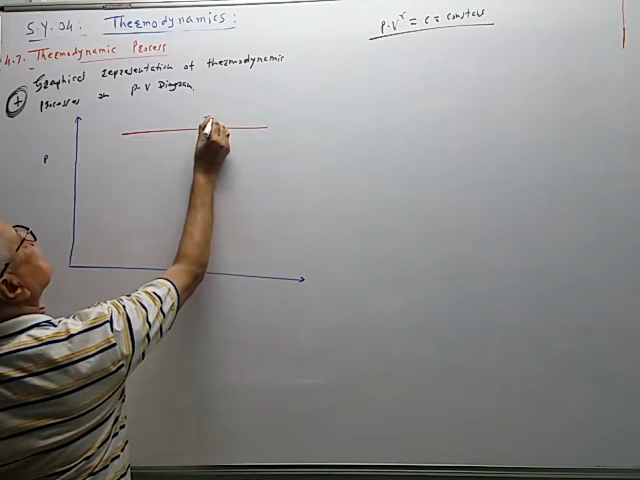 S.Y. 04: Thermodynamics:
P.V^r = C = Constant
4.7. Thermodynamic Process
Graphical representation of thermodynamic
Processes on P-V Diagram
+
P